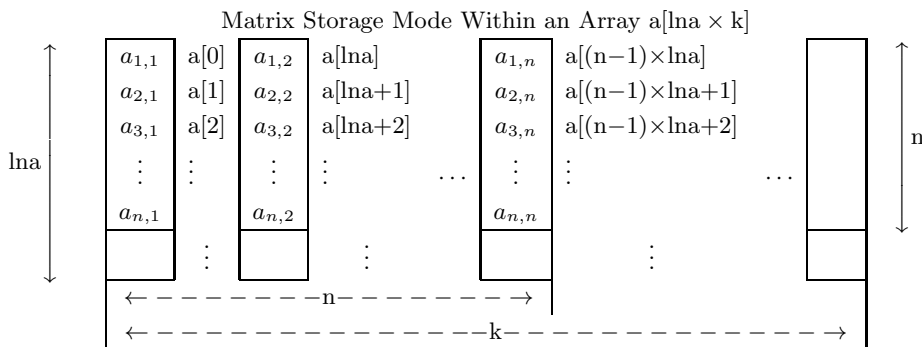 Matrix Storage Mode Within an Array a[lna × k]
a₁,₁ a[0] a₁,₂ a[lna] a₁,ₙ a[(n−1)×lna]
a₂,₁ a[1] a₂,₂ a[lna+1] a₂,ₙ a[(n−1)×lna+1]
a₃,₁ a[2] a₃,₂ a[lna+2] a₃,ₙ a[(n−1)×lna+2]
lna ⋮ ⋮ ⋮ ⋮ ⋯ ⋮ ⋮ ⋯ n
aₙ,₁ aₙ,₂ aₙ,ₙ
⋮ ⋮ ⋮
n
k